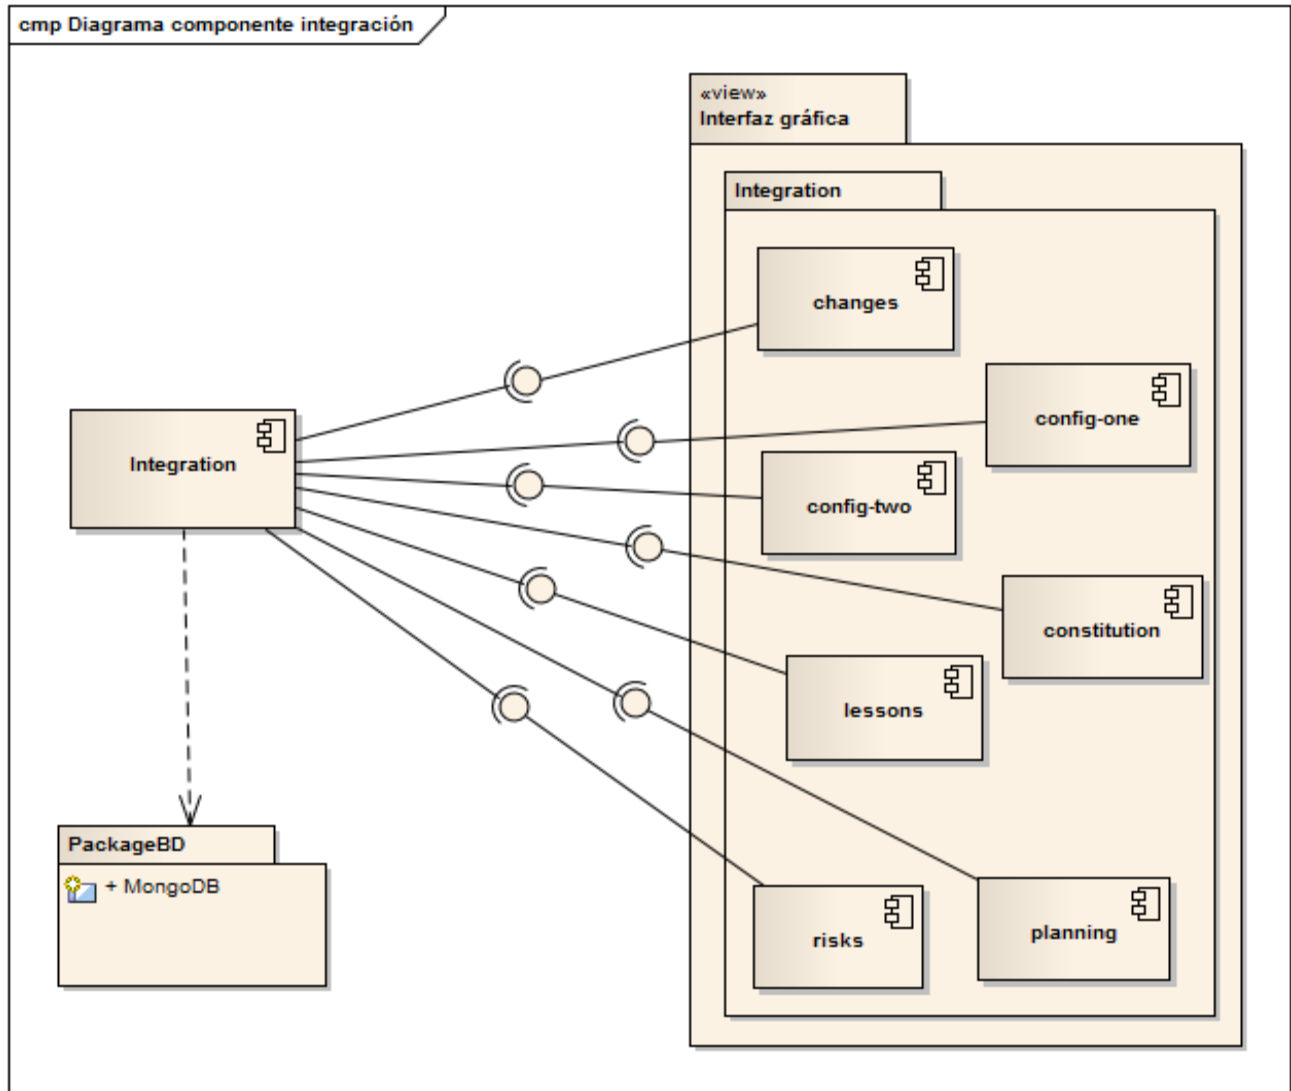 cmp Diagrama componente integración
«view»
Interfaz gráfica
Integration
changes
config-one
Integration
config-two
constitution
lessons
PackageBD
+ MongoDB
risks
planning